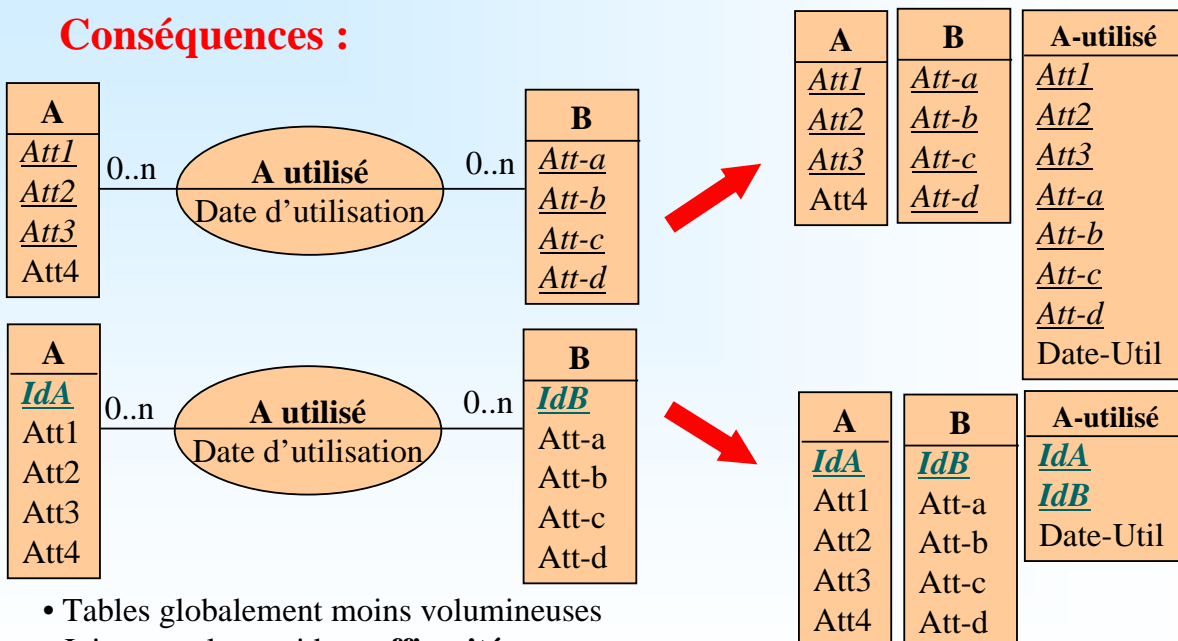 Conséquences :
A
Att1
Att2
Att3
Att4
0..n
A utilisé
Date d'utilisation
0..n
B
Att-a
Att-b
Att-c
Att-d
A
Att1
Att2
Att3
Att4
B
Att-a
Att-b
Att-c
Att-d
A-utilisé
Att1
Att2
Att3
Att-a
Att-b
Att-c
Att-d
Date-Util
A
IdA
Att1
Att2
Att3
Att4
0..n
A utilisé
Date d'utilisation
0..n
B
IdB
Att-a
Att-b
Att-c
Att-d
A
IdA
Att1
Att2
Att3
Att4
B
IdB
Att-a
Att-b
Att-c
Att-d
A-utilisé
IdA
IdB
Date-Util
• Tables globalement moins volumineuses